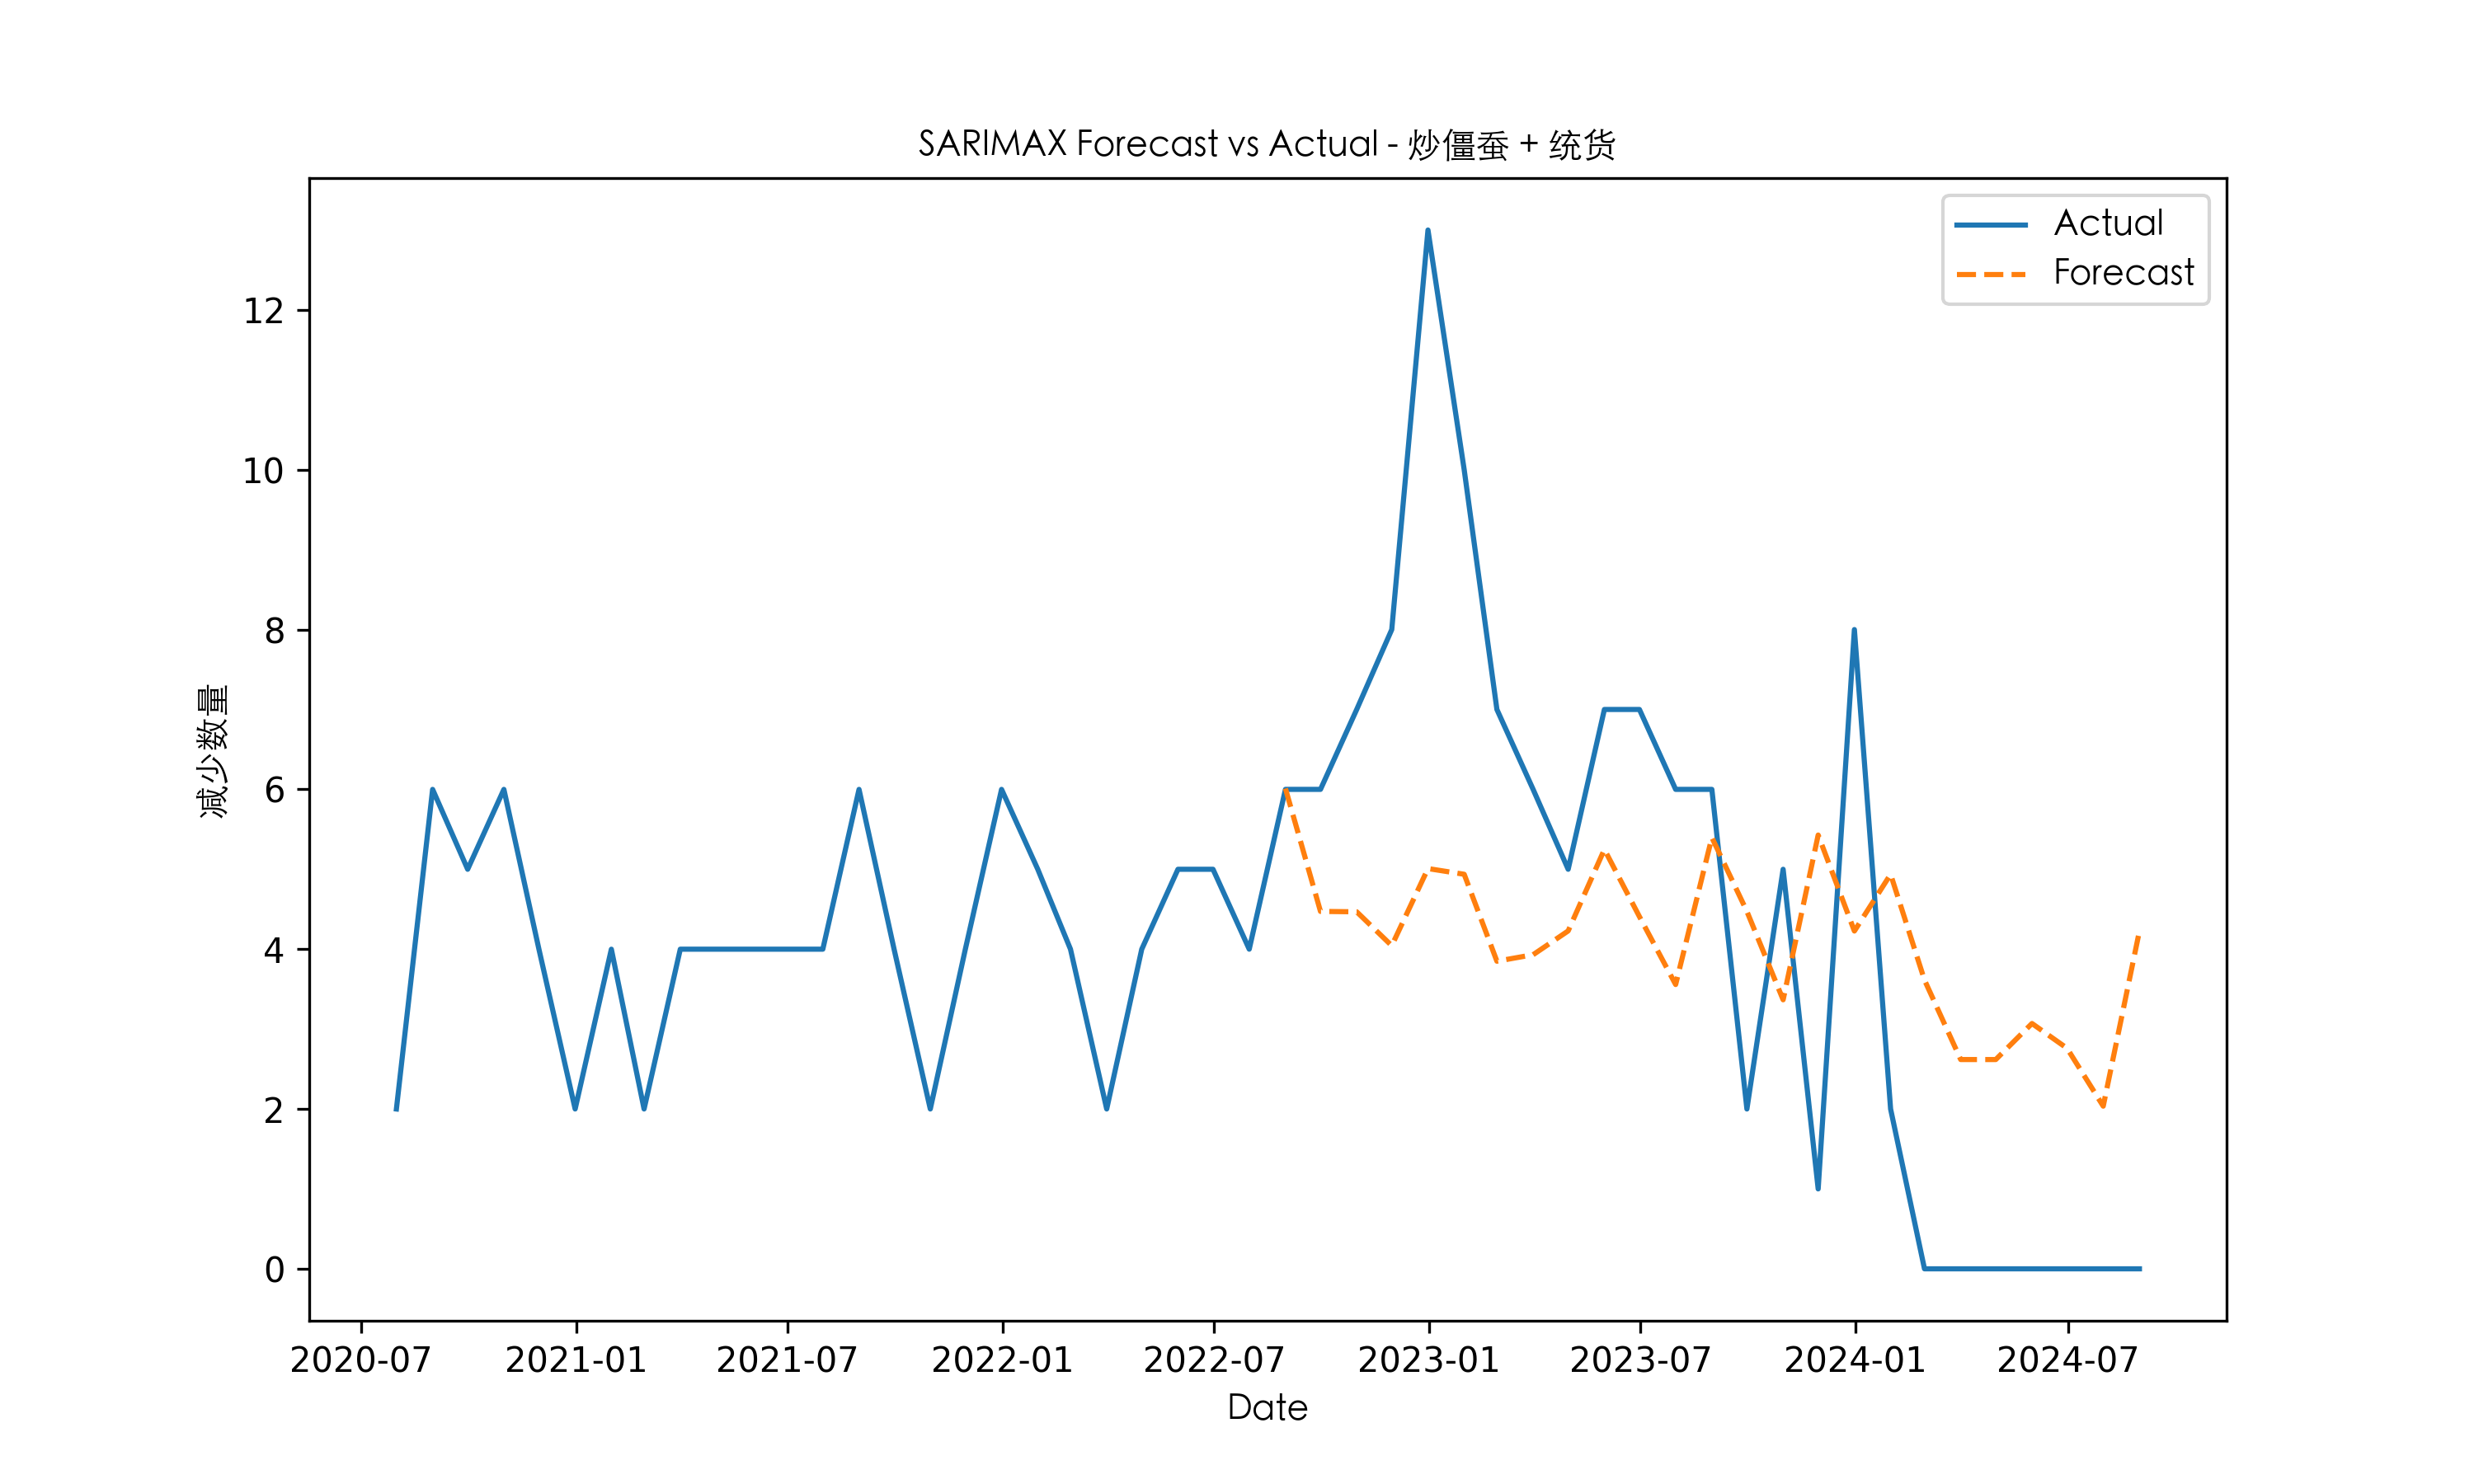 SARIMAX Forecast vs Actual - 炒僵蚕 + 统货
Actual
Forecast
减少数量
12
10
8
6
4
2
0
2020-07 2021-01 2021-07 2022-01 2022-07 2023-01 2023-07 2024-01 2024-07
Date